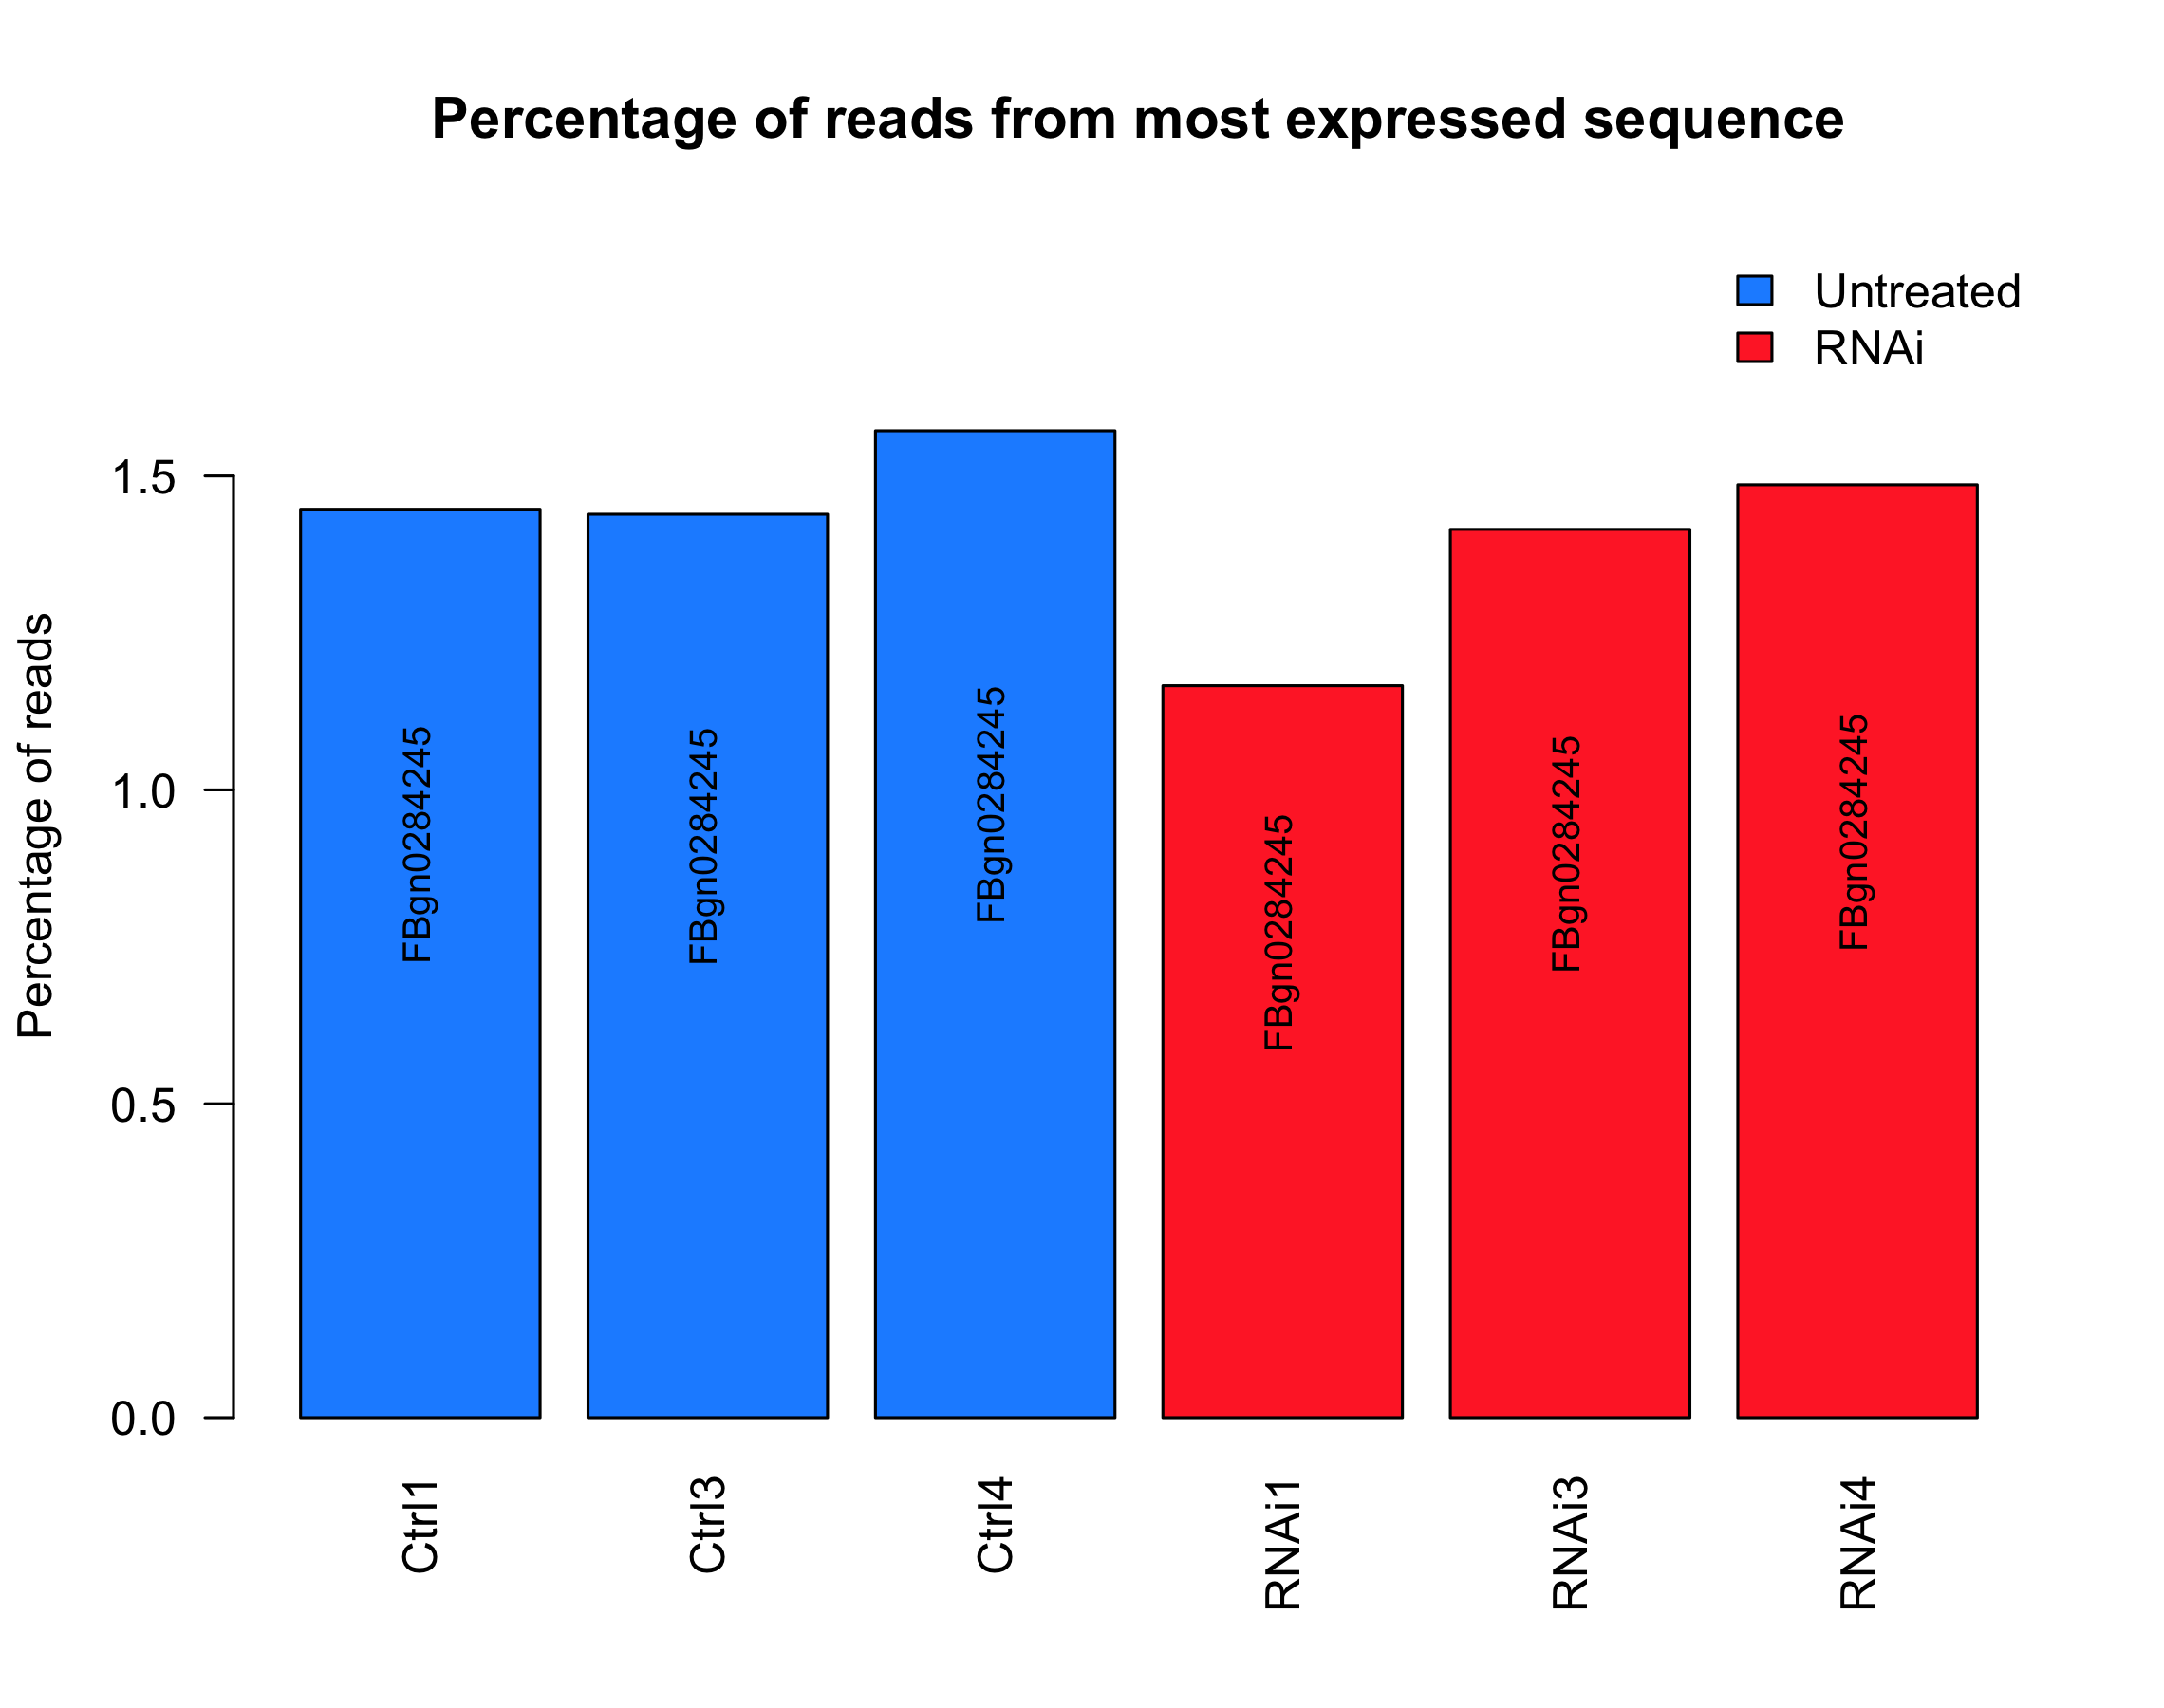 Percentage of reads from most expressed sequence
Untreated
RNAi
Percentage of reads
1.5
1.0
0.5
0.0
FBgn0284245
FBgn0284245
FBgn0284245
FBgn0284245
FBgn0284245
FBgn0284245
Ctrl1
Ctrl3
Ctrl4
RNAi1
RNAi3
RNAi4